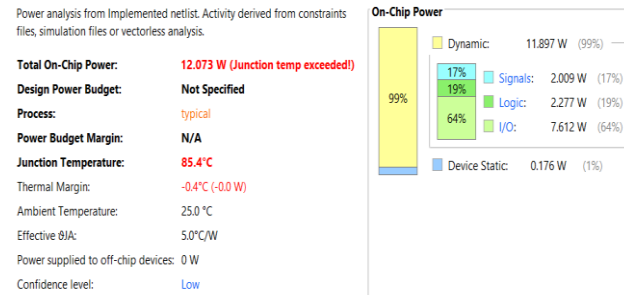 Power analysis from Implemented netlist. Activity derived from constraints
files, simulation files or vectorless analysis.
Total On-Chip Power: 12.073 W (Junction temp exceeded!)
Design Power Budget: Not Specified
Process: typical
Power Budget Margin: N/A
Junction Temperature: 85.4°C
Thermal Margin: -0.4°C (-0.0 W)
Ambient Temperature: 25.0 °C
Effective ϑJA: 5.0°C/W
Power supplied to off-chip devices: 0 W
Confidence level: Low
On-Chip Power
Dynamic: 11.897 W (99%)
99%
17% Signals: 2.009 W (17%)
19% Logic: 2.277 W (19%)
64% I/O: 7.612 W (64%)
Device Static: 0.176 W (1%)